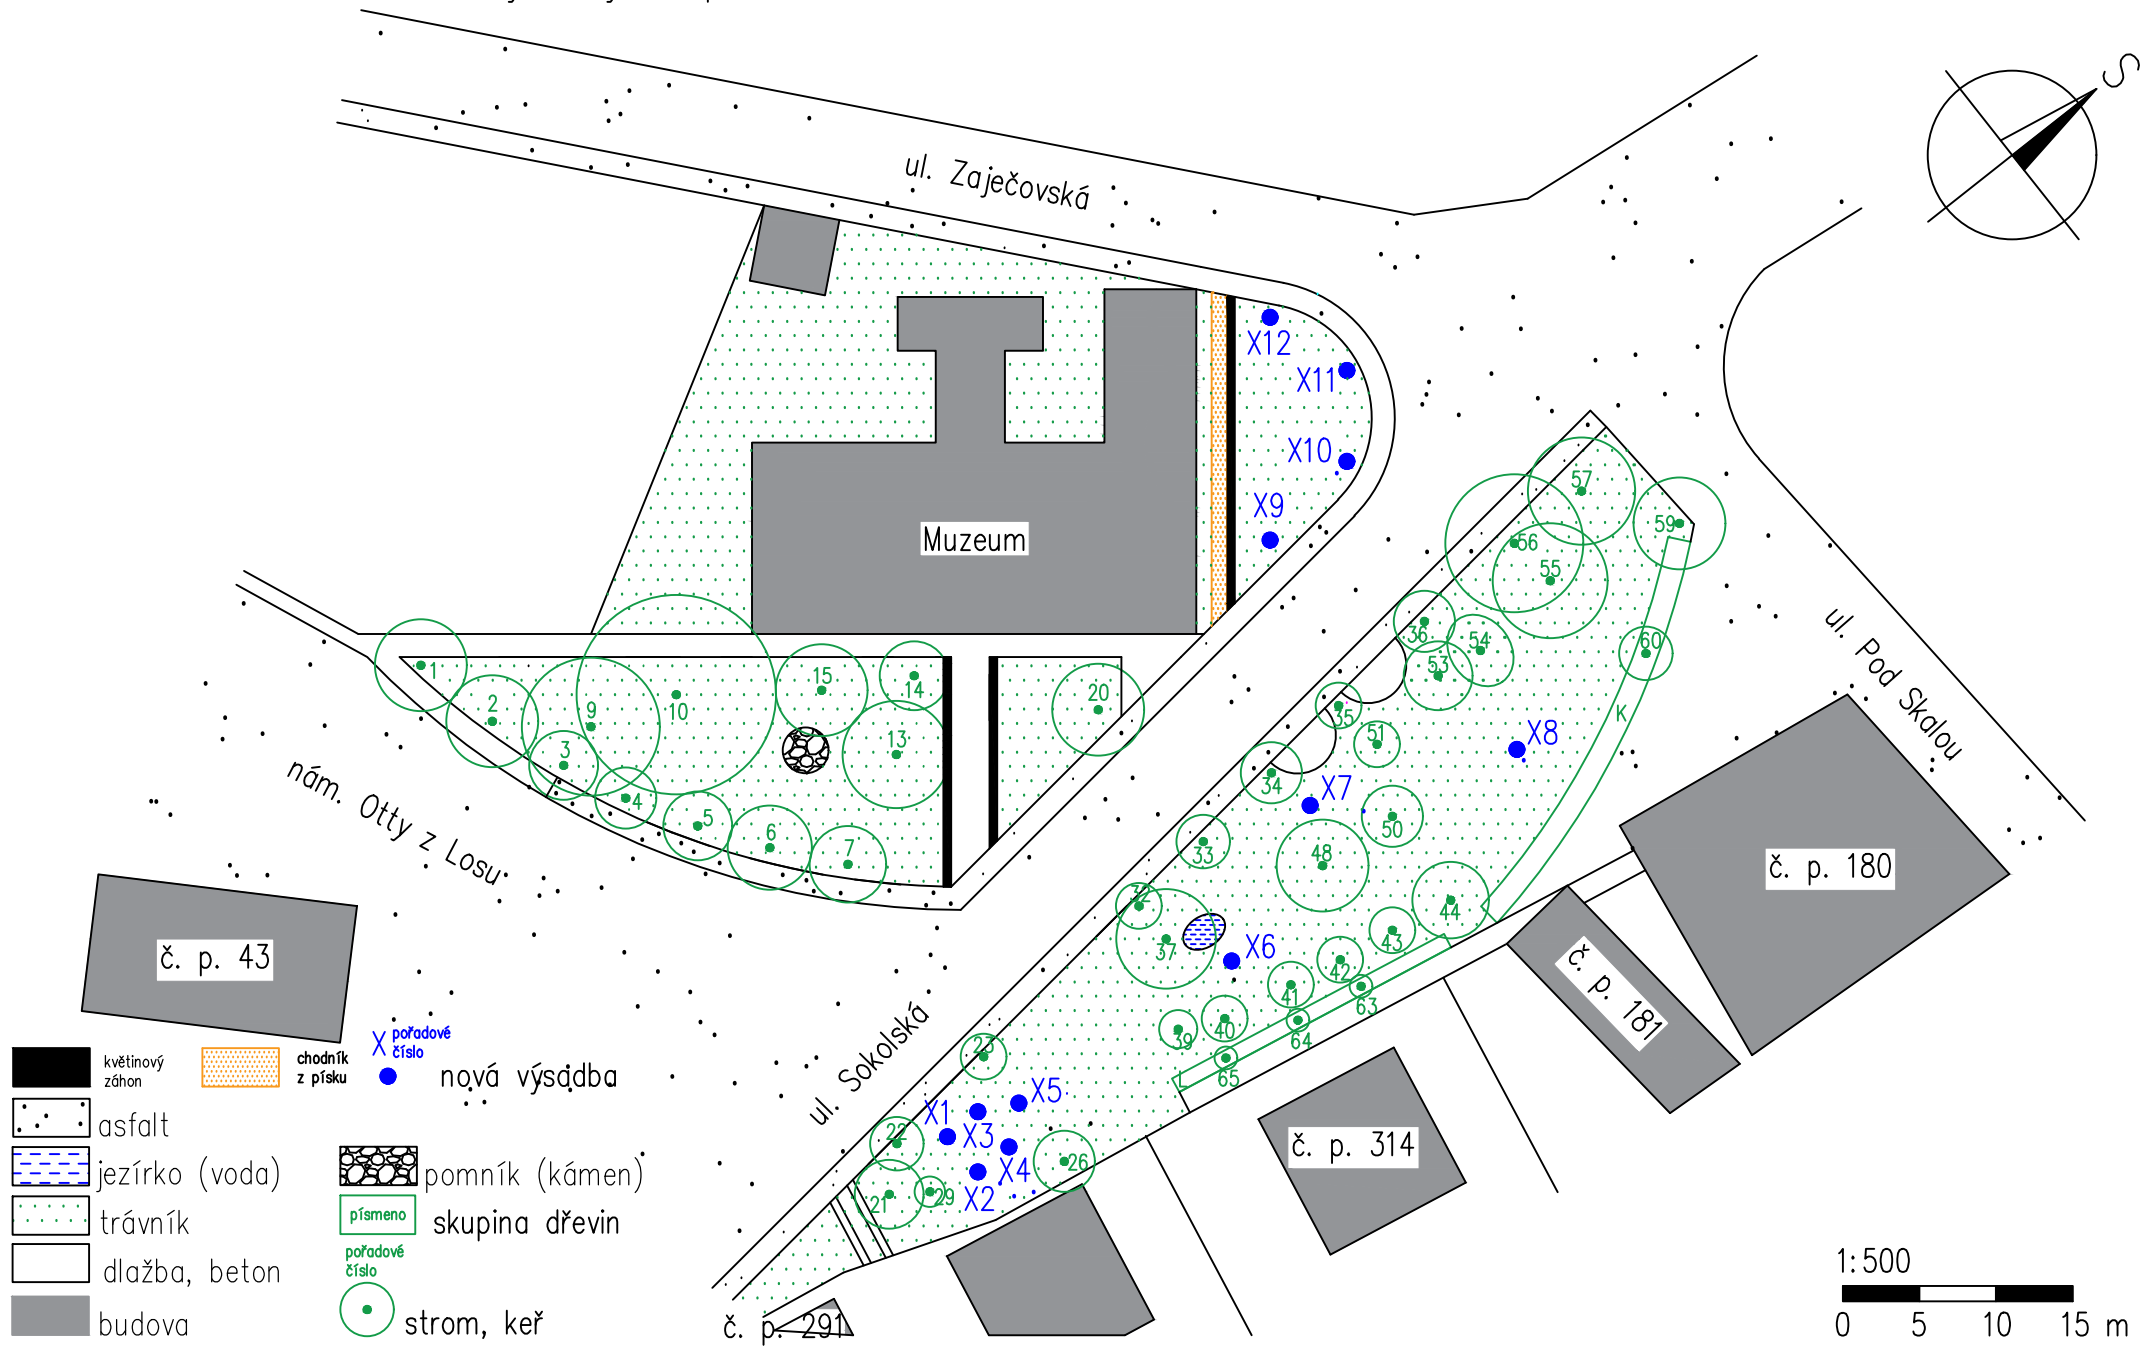 ul. Zaječovská
S
X12
X11
X10
X9
Muzeum
57
59
56
55
36
54
53
60
K
ul. Pod Skalou
1
2
9
10
15
14
20
13
3
4
5
6
7
35
51
34
X8
X7
33
50
48
32
44
37
43
X6
42
41
63
40
39
64
65
L
nám. Otty z Losu
č. p. 43
č. p. 180
č. p. 181
č. p. 314
č. p. 291
ul. Sokolská
23
X5
X1
X3
22
X4
26
X2
29
21
květinový
záhon
chodník
z písku
X pořadové
číslo
nová výsadba
asfalt
jezírko (voda)
pomník (kámen)
trávník
písmeno
skupina dřevin
dlažba, beton
pořadové
číslo
budova
strom, keř
1:500
0 5 10 15 m